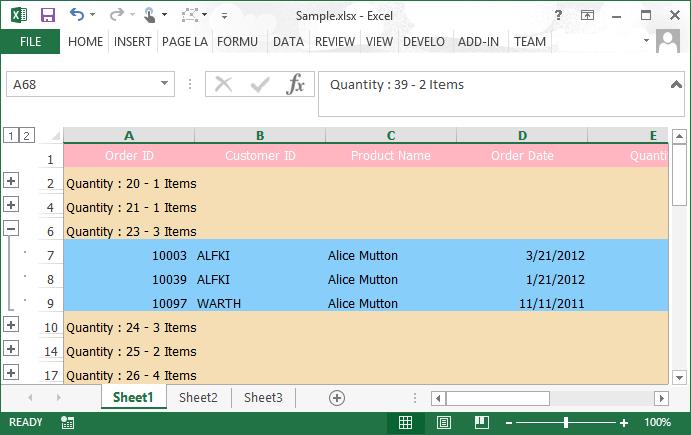 Sample.xlsx - Excel
FILE HOME INSERT PAGE LA FORMU DATA REVIEW VIEW DEVELO ADD-IN TEAM
A68 fx Quantity : 39 - 2 Items
1 2 A B C D E
1 Order ID Customer ID Product Name Order Date Quanti
2 Quantity : 20 - 1 Items
4 Quantity : 21 - 1 Items
6 Quantity : 23 - 3 Items
7 10003 ALFKI Alice Mutton 3/21/2012
8 10039 ALFKI Alice Mutton 1/21/2012
9 10097 WARTH Alice Mutton 11/11/2011
10 Quantity : 24 - 3 Items
14 Quantity : 25 - 2 Items
17 Quantity : 26 - 4 Items
Sheet1 Sheet2 Sheet3
READY 100%